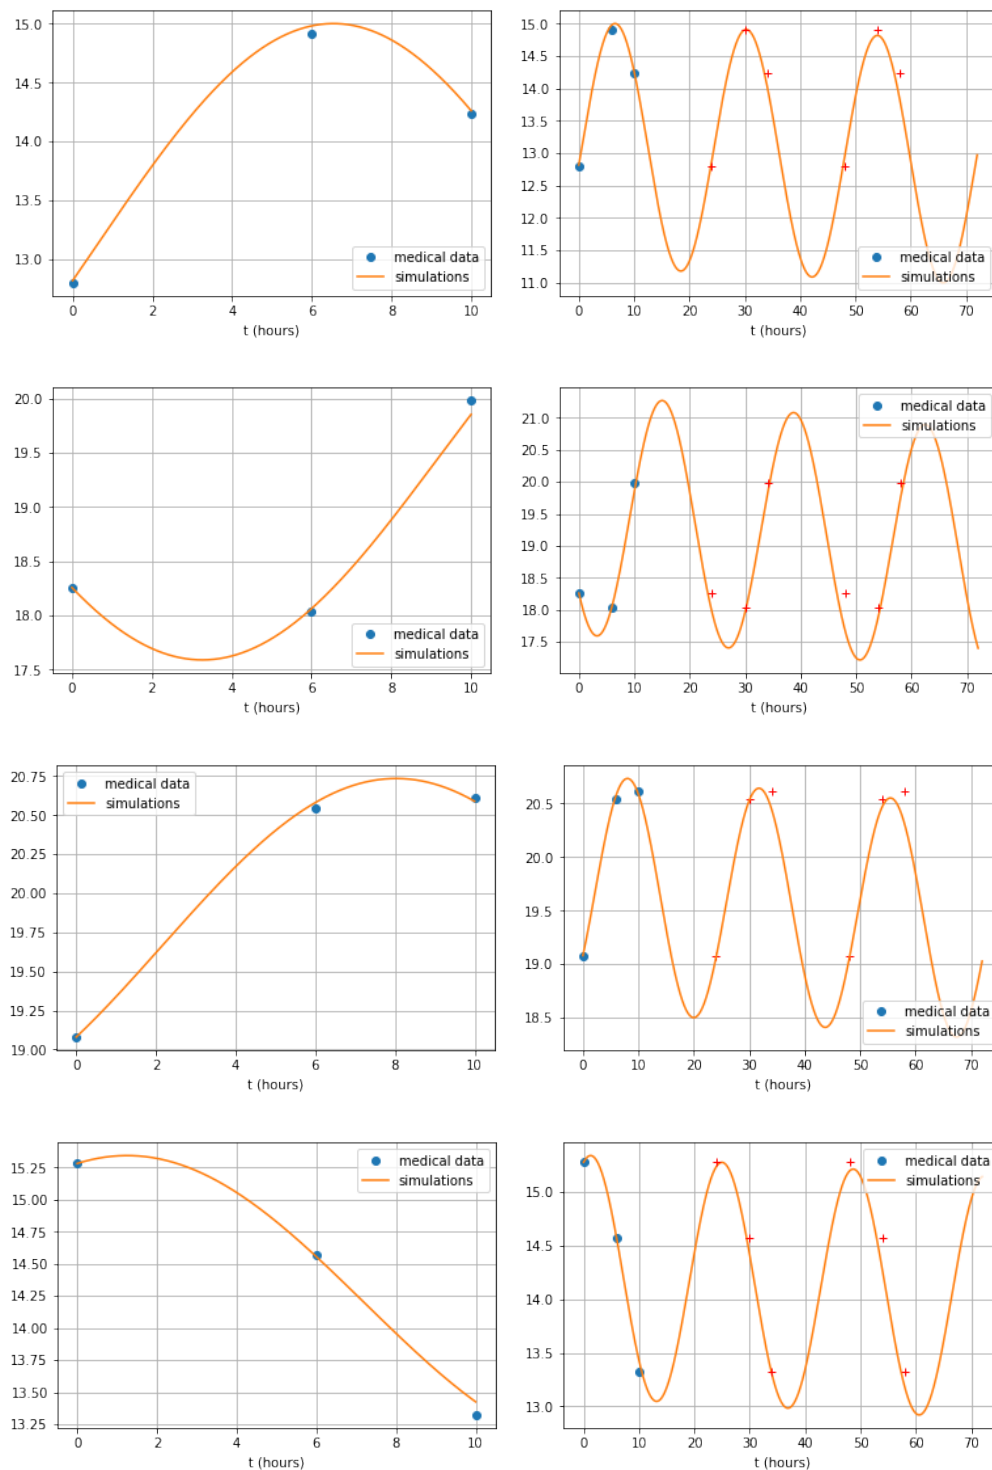 15.0
14.5
14.0
13.5
13.0
0 2 4 6 8 10
t (hours)
medical data
simulations
15.0
14.5
14.0
13.5
13.0
12.5
12.0
11.5
11.0
0 10 20 30 40 50 60 70
t (hours)
medical data
simulations
20.0
19.5
19.0
18.5
18.0
17.5
0 2 4 6 8 10
t (hours)
medical data
simulations
21.0
20.5
20.0
19.5
19.0
18.5
18.0
17.5
0 10 20 30 40 50 60 70
t (hours)
medical data
simulations
20.75
20.50
20.25
20.00
19.75
19.50
19.25
19.00
0 2 4 6 8 10
t (hours)
medical data
simulations
20.5
20.0
19.5
19.0
18.5
0 10 20 30 40 50 60 70
t (hours)
medical data
simulations
15.25
15.00
14.75
14.50
14.25
14.00
13.75
13.50
13.25
0 2 4 6 8 10
t (hours)
medical data
simulations
15.0
14.5
14.0
13.5
13.0
0 10 20 30 40 50 60 70
t (hours)
medical data
simulations